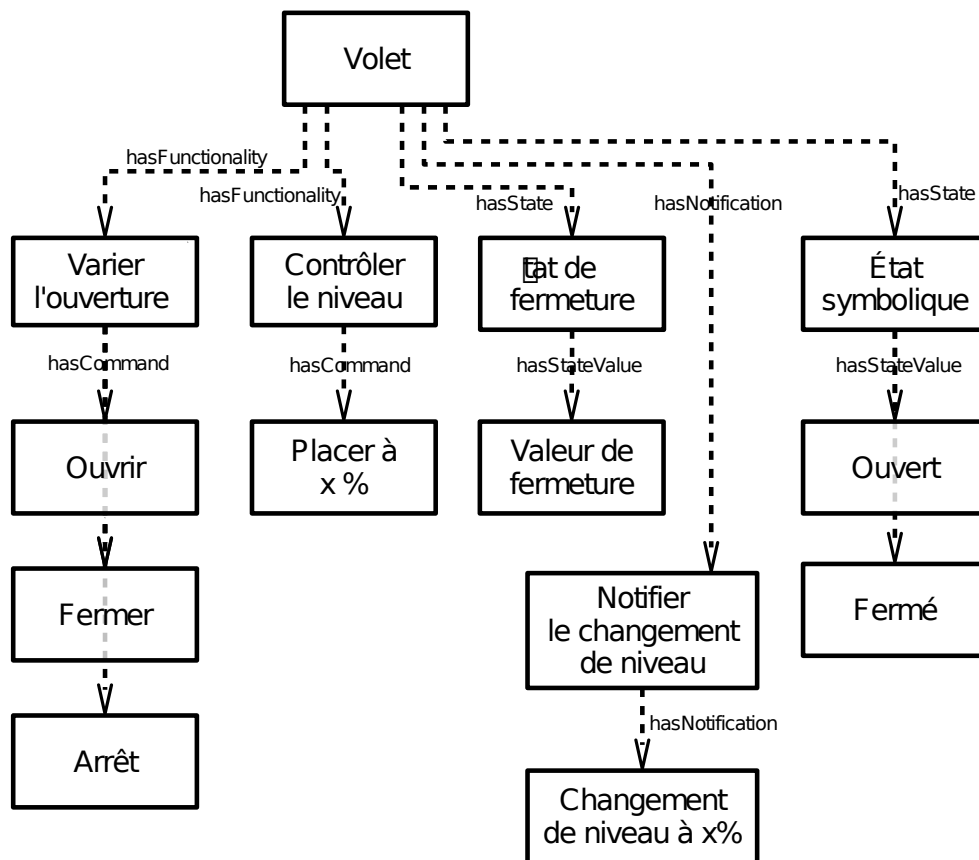 Volet
hasFunctionality
hasFunctionality
hasState
hasNotification
hasState
Varier
l'ouverture
Contrôler
le niveau
tat de
fermeture
État
symbolique
hasCommand
hasCommand
hasStateValue
hasStateValue
Ouvrir
Placer à
x %
Valeur de
fermeture
Ouvert
Fermer
Notifier
le changement
de niveau
Fermé
hasNotification
Arrêt
Changement
de niveau à x%